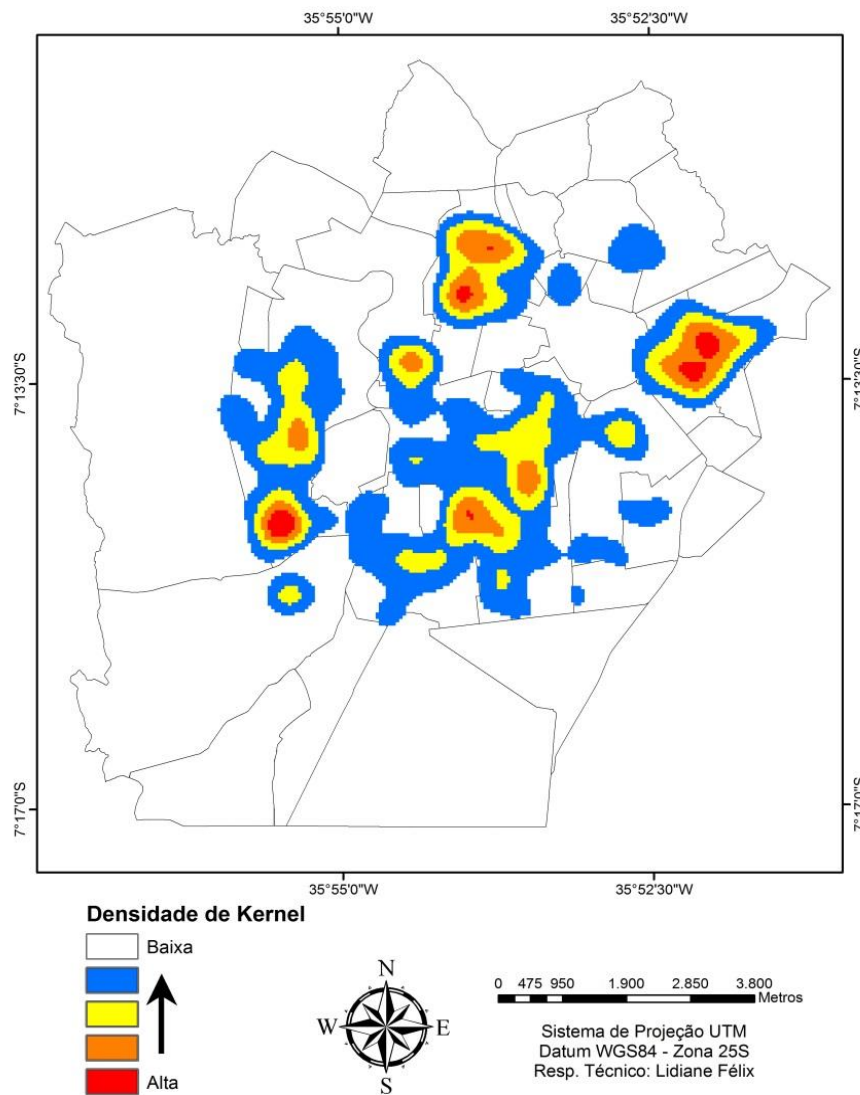 35°55'0"W
35°52'30"W
7°13'30"S
7°13'30"S
7°17'0"S
7°17'0"S
35°55'0"W
35°52'30"W
Densidade de Kernel
Baixa
Alta
N
W
E
S
0 475 950 1.900 2.850 3.800
Metros
Sistema de Projeção UTM
Datum WGS84 - Zona 25S
Resp. Técnico: Lidiane Félix